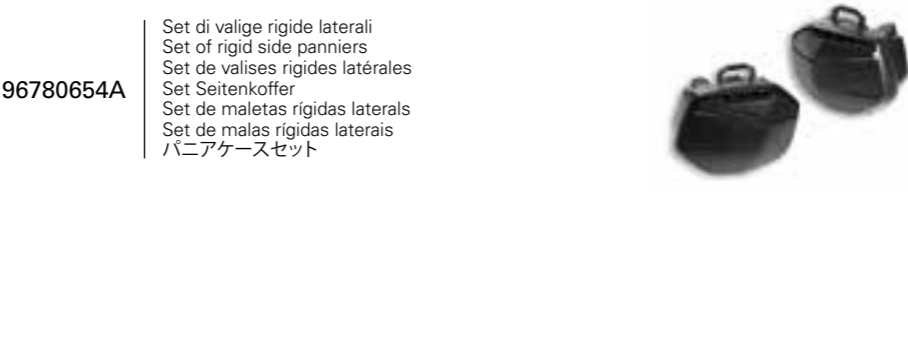 96780654A
Set di valige rigide laterali
Set of rigid side panniers
Set de valises rigides latérales
Set Seitenkoffer
Set de maletas rígidas laterals
Set de malas rígidas laterais
パニアケースセット